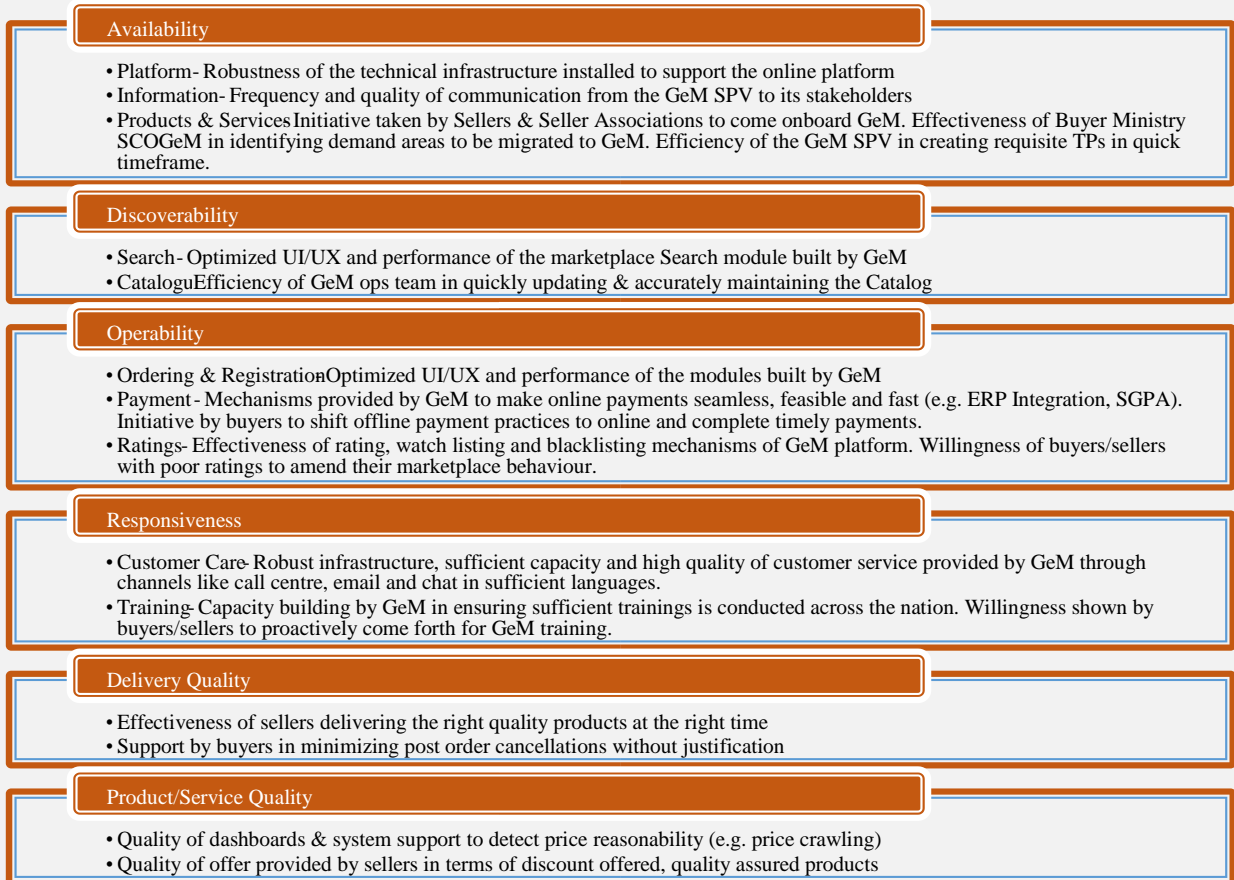 Availability
• Platform- Robustness of the technical infrastructure installed to support the online platform
• Information- Frequency and quality of communication from the GeM SPV to its stakeholders
• Products & Services Initiative taken by Sellers & Seller Associations to come onboard GeM. Effectiveness of Buyer Ministry
SCOGeM in identifying demand areas to be migrated to GeM. Efficiency of the GeM SPV in creating requisite TPs in quick
timeframe.
Discoverability
• Search- Optimized UI/UX and performance of the marketplace Search module built by GeM
• CataloguEfficiency of GeM ops team in quickly updating & accurately maintaining the Catalog
Operability
• Ordering & Registration-Optimized UI/UX and performance of the modules built by GeM
• Payment- Mechanisms provided by GeM to make online payments seamless, feasible and fast (e.g. ERP Integration, SGPA).
Initiative by buyers to shift offline payment practices to online and complete timely payments.
• Ratings- Effectiveness of rating, watch listing and blacklisting mechanisms of GeM platform. Willingness of buyers/sellers
with poor ratings to amend their marketplace behaviour.
Responsiveness
• Customer Care- Robust infrastructure, sufficient capacity and high quality of customer service provided by GeM through
channels like call centre, email and chat in sufficient languages.
• Training- Capacity building by GeM in ensuring sufficient trainings is conducted across the nation. Willingness shown by
buyers/sellers to proactively come forth for GeM training.
Delivery Quality
• Effectiveness of sellers delivering the right quality products at the right time
• Support by buyers in minimizing post order cancellations without justification
Product/Service Quality
• Quality of dashboards & system support to detect price reasonability (e.g. price crawling)
• Quality of offer provided by sellers in terms of discount offered, quality assured products